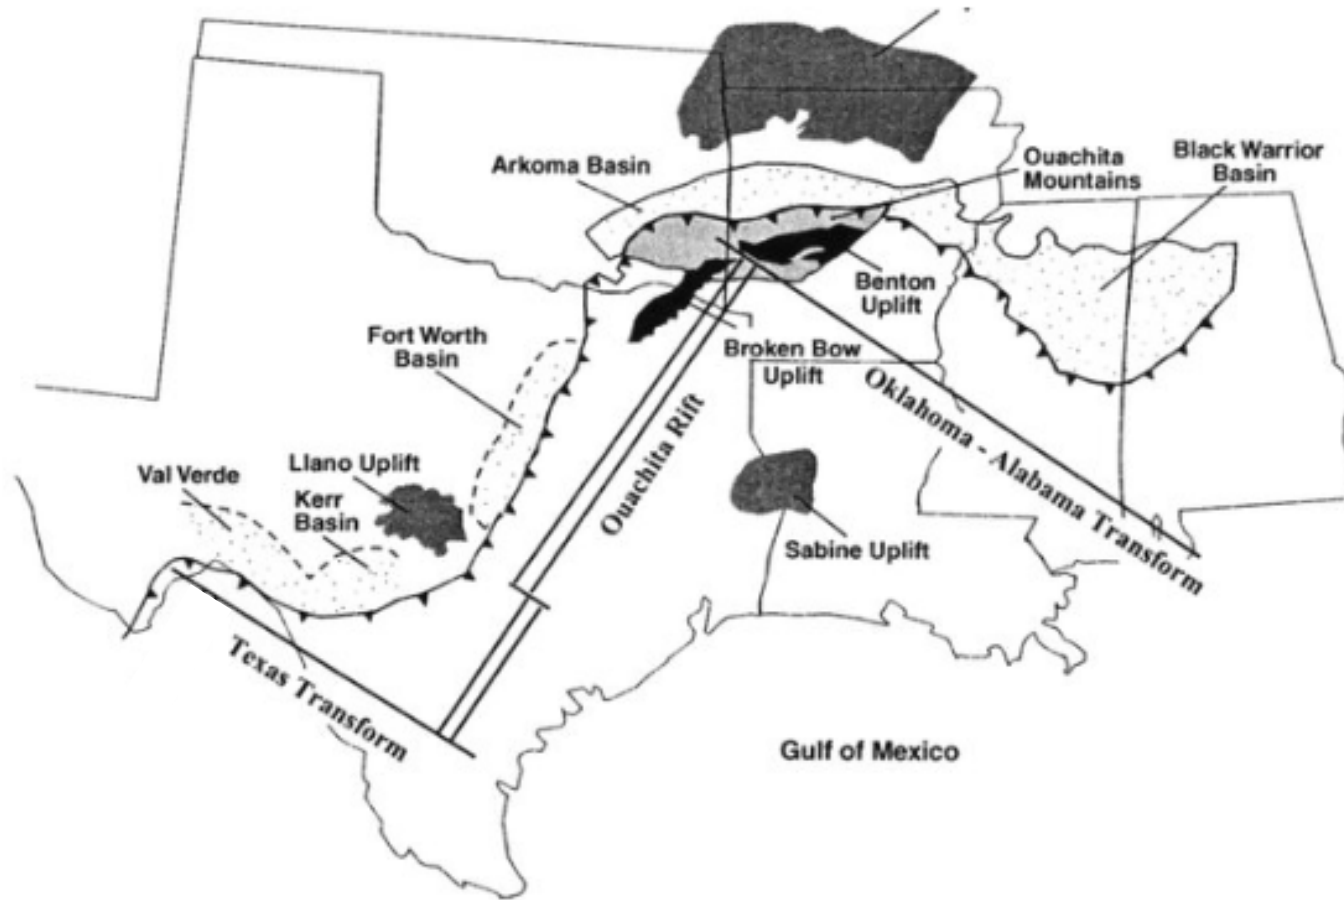 Arkoma Basin
Ouachita
Mountains
Black Warrior
Basin
Benton
Uplift
Fort Worth
Basin
Broken Bow
Uplift
Oklahoma - Alabama Transform
Ouachita Rift
Llano Uplift
Val Verde
Kerr
Basin
Sabine Uplift
Texas Transform
Gulf of Mexico